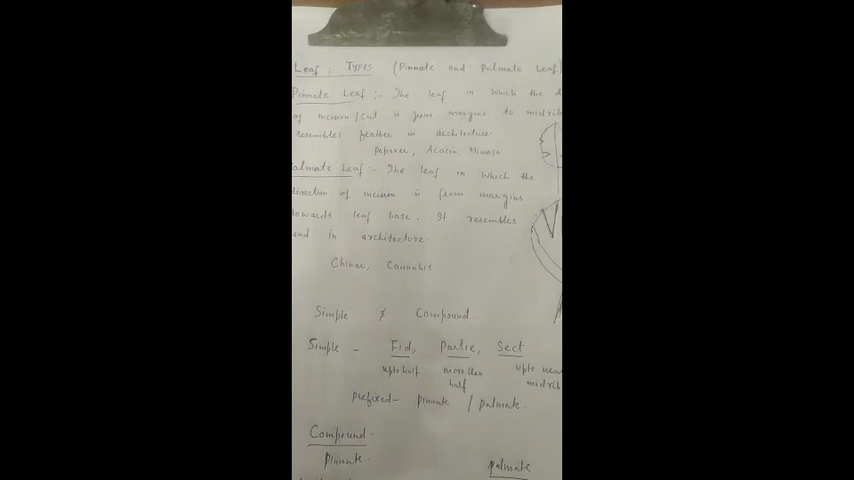 Leaf : Types (Pinnate and Palmate Leaf)
Pinnate Leaf :- The leaf in which the d
of incision/cut is from margins to midrib
resembles feather in architecture.
Papaver, Acacia, Mimosa
almate Leaf :- The leaf in which the
direction of incision is from margins
towards leaf base. It resembles
and in architecture.
Chinar, Cannabis
Simple & Compound.
Simple - Fid, Partie, Sect
upto half more than half upto near midrib
Prefixed - pinnate / palmate.
Compound.
Pinnate. palmate